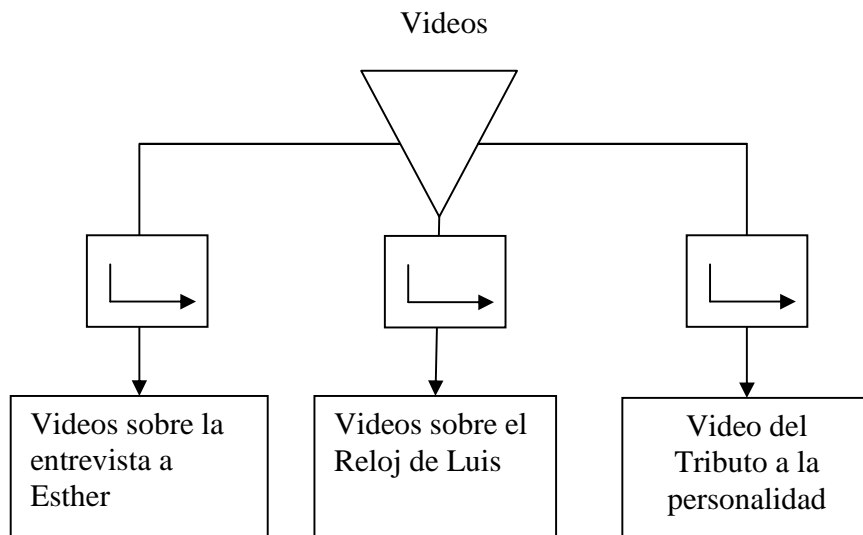 Videos
Videos sobre la
entrevista a
Esther
Videos sobre el
Reloj de Luis
Video del
Tributo a la
personalidad